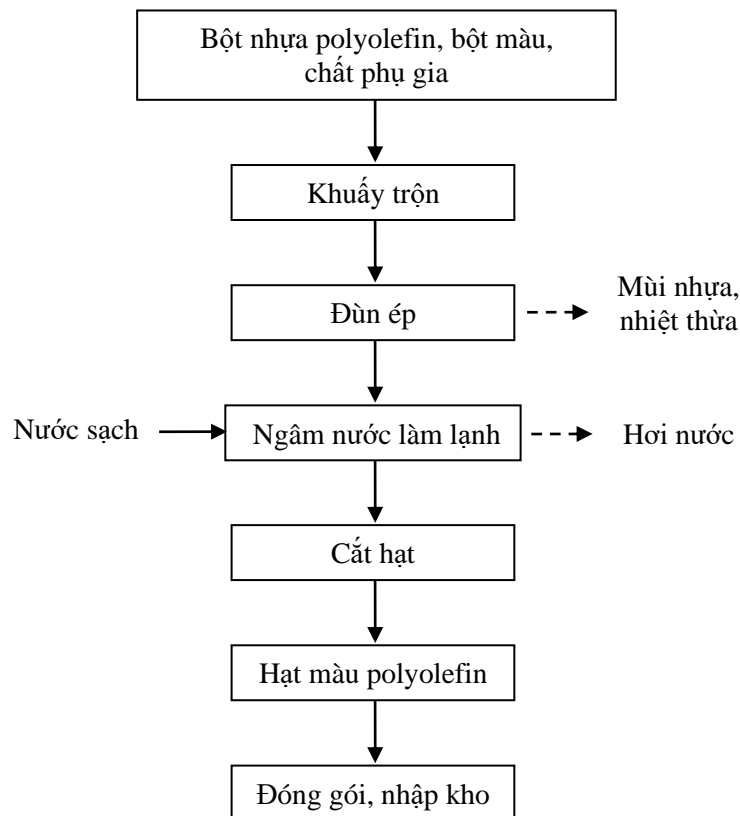 Bột nhựa polyolefin, bột màu,
chất phụ gia
Khuấy trộn
Đùn ép
Mùi nhựa,
nhiệt thừa
Nước sạch
Ngâm nước làm lạnh
Hơi nước
Cắt hạt
Hạt màu polyolefin
Đóng gói, nhập kho